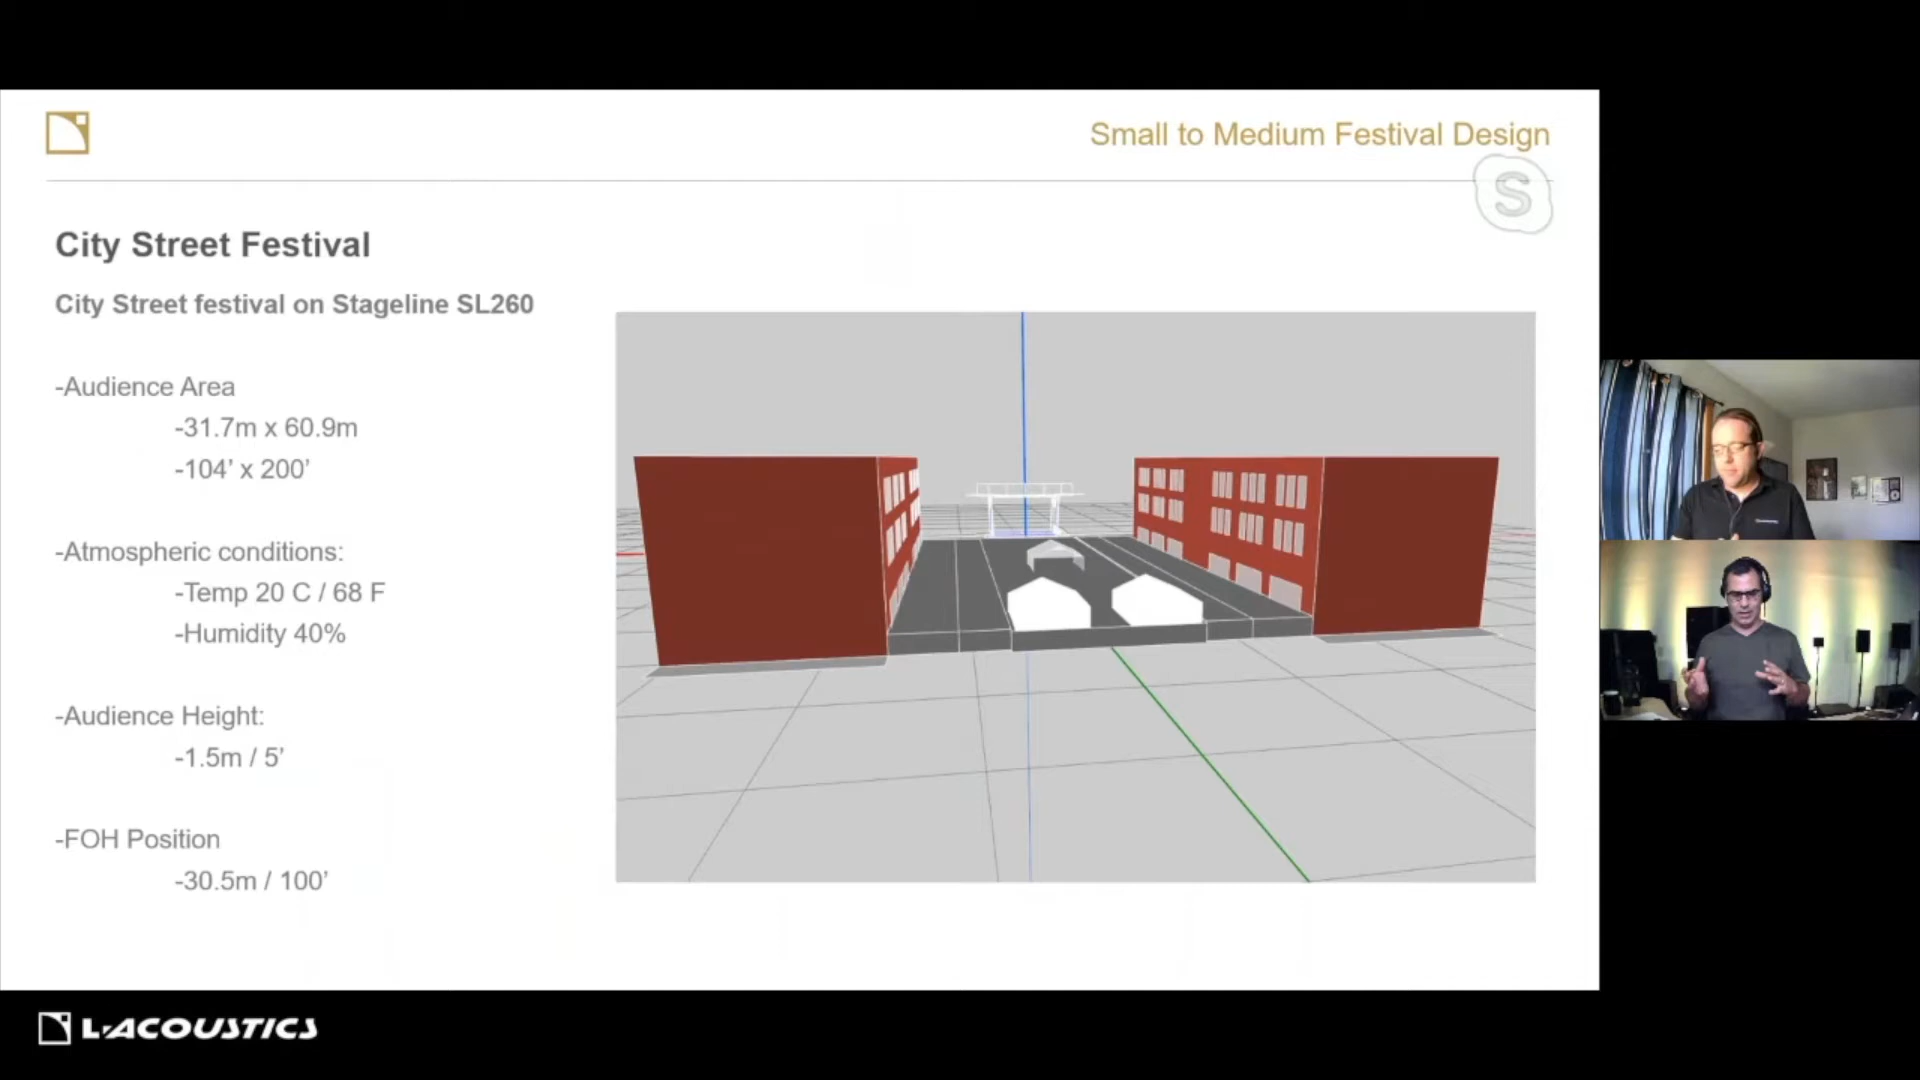 Small to Medium Festival Design
S
City Street Festival
City Street festival on Stageline SL260
-Audience Area
-31.7m x 60.9m
-104’ x 200’
-Atmospheric conditions:
-Temp 20 C / 68 F
-Humidity 40%
-Audience Height:
-1.5m / 5’
-FOH Position
-30.5m / 100’
L-ACOUSTICS